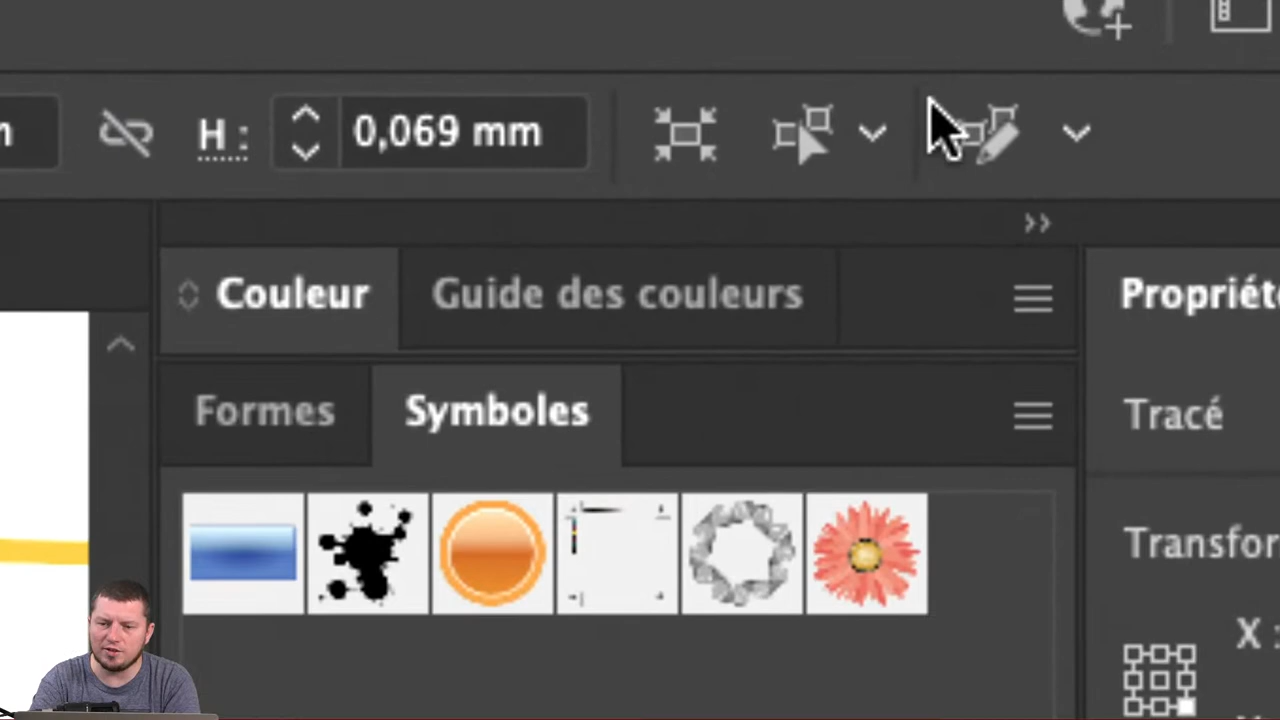 H : 0,069 mm
Couleur Guide des couleurs
Formes Symboles
Tracé
X :